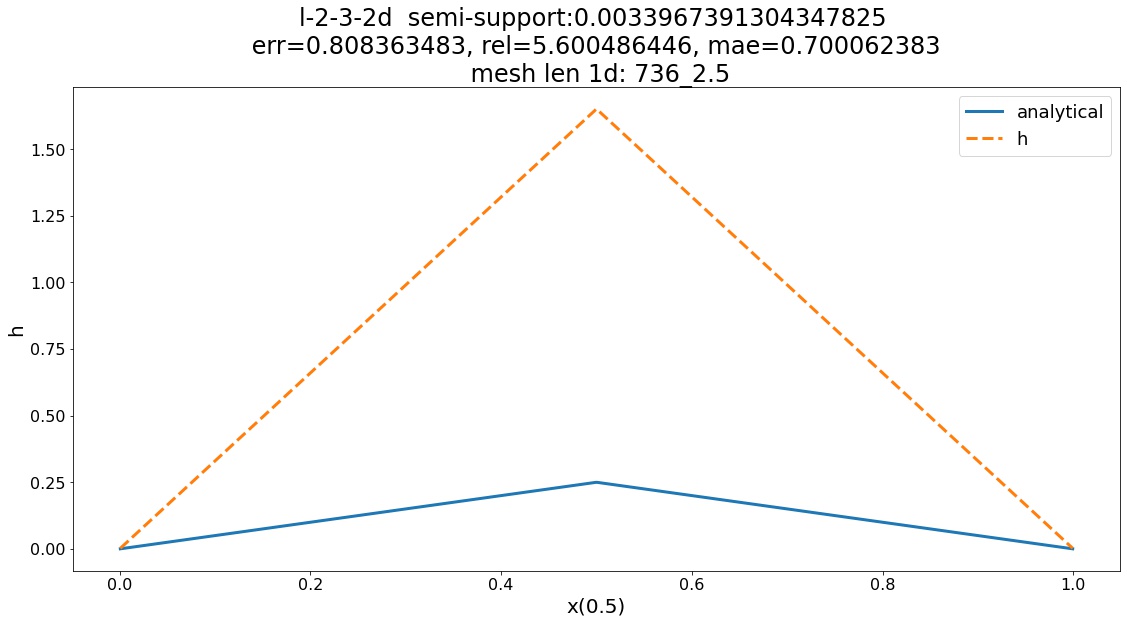 l-2-3-2d  semi-support:0.0033967391304347825
err=0.808363483, rel=5.600486446, mae=0.700062383
mesh len 1d: 736_2.5
analytical
h
1.50
1.25
1.00
0.75
0.50
0.25
0.00
h
0.0
0.2
0.4
0.6
0.8
1.0
x(0.5)